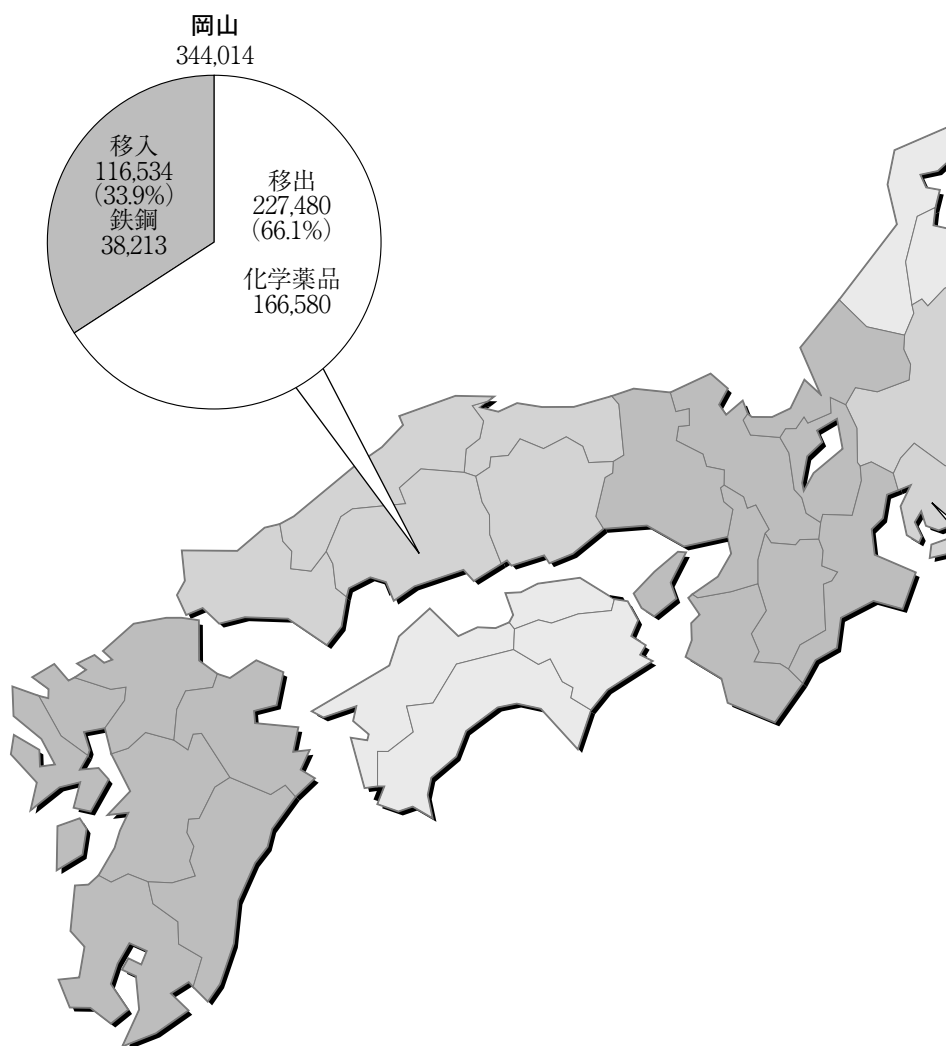 岡山
344,014
移入
116,534
（33.9%）
鉄鋼
38,213
移出
227,480
（66.1%）
化学薬品
166,580